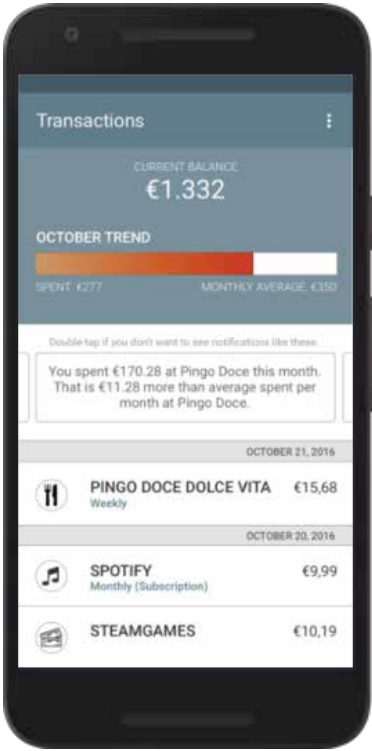 Transactions
CURRENT BALANCE
€1.332
OCTOBER TREND
SPENT €277 MONTHLY AVERAGE €350
Double-tap if you don't want to see notifications like these.
You spent €170.28 at Pingo Doce this month.
That is €11.28 more than average spent per
month at Pingo Doce.
OCTOBER 21, 2016
PINGO DOCE DOLCE VITA €15,68
Weekly
OCTOBER 20, 2016
SPOTIFY €9,99
Monthly (Subscription)
STEAMGAMES €10,19